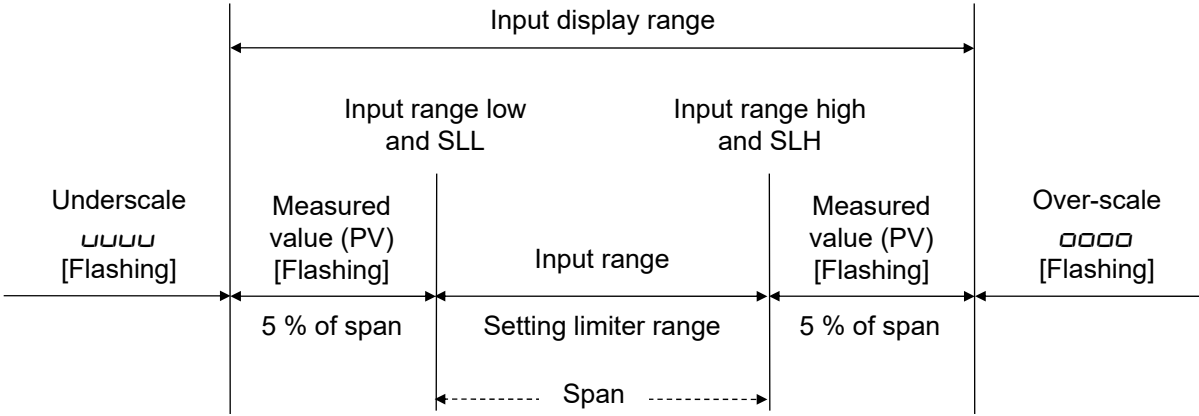 Input display range
Input range low
and SLL
Input range high
and SLH
Underscale
uuuu
[Flashing]
Measured
value (PV)
[Flashing]
Input range
Measured
value (PV)
[Flashing]
Over-scale
oooo
[Flashing]
5 % of span
Setting limiter range
5 % of span
Span